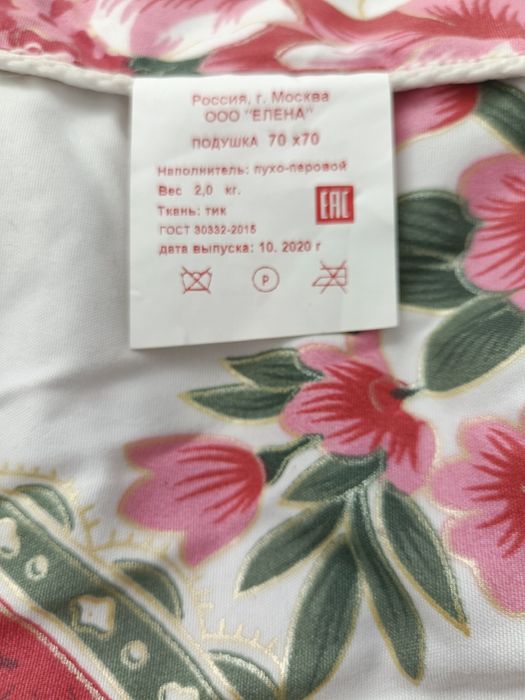 Россия, г. Москва
ООО "ЕЛЕНА"
ПОДУШКА 70 x70
Наполнитель: пухо-перовой
Вес 2,0 кг.
Ткань: тик
ГОСТ 30332-2015
дата выпуска: 10. 2020 г
ЕАС
P